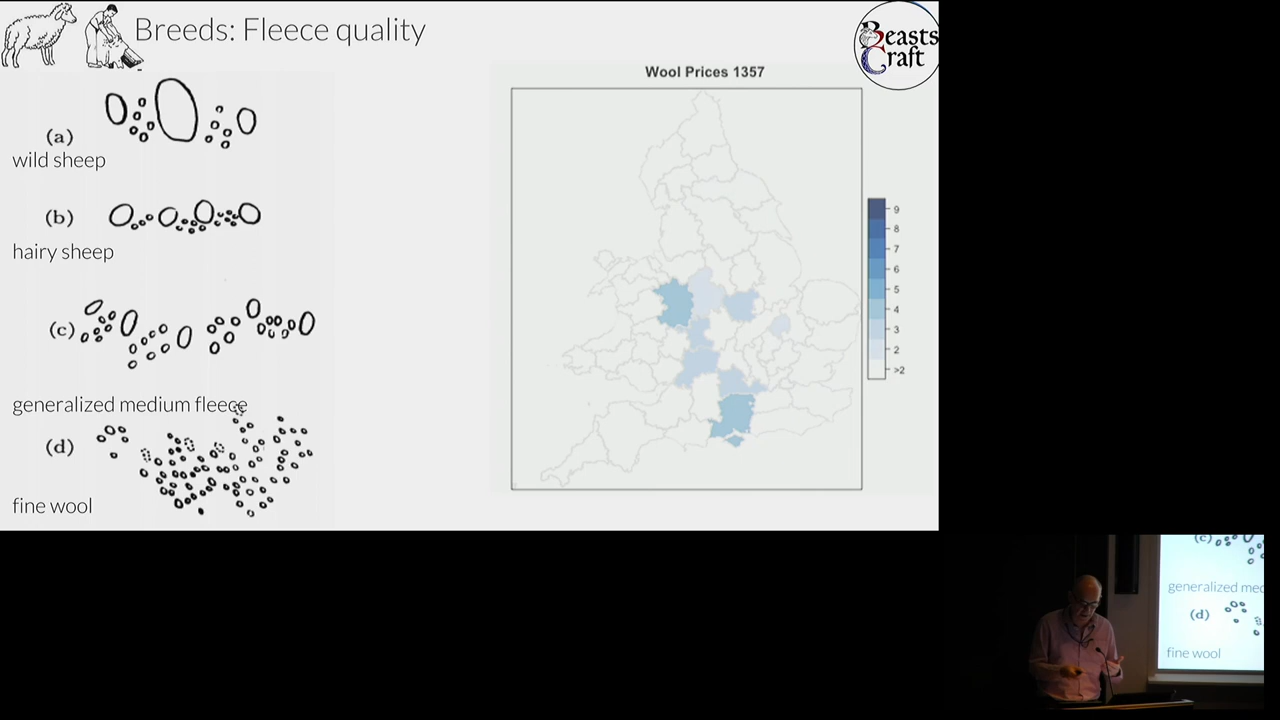 Breeds: Fleece quality
Beasts
Craft
(a)
wild sheep
(b)
hairy sheep
(c)
generalized medium fleece
(d)
fine wool
Wool Prices 1357
9
8
7
6
5
4
3
2
>2
(c)
generalized med
(d)
fine wool